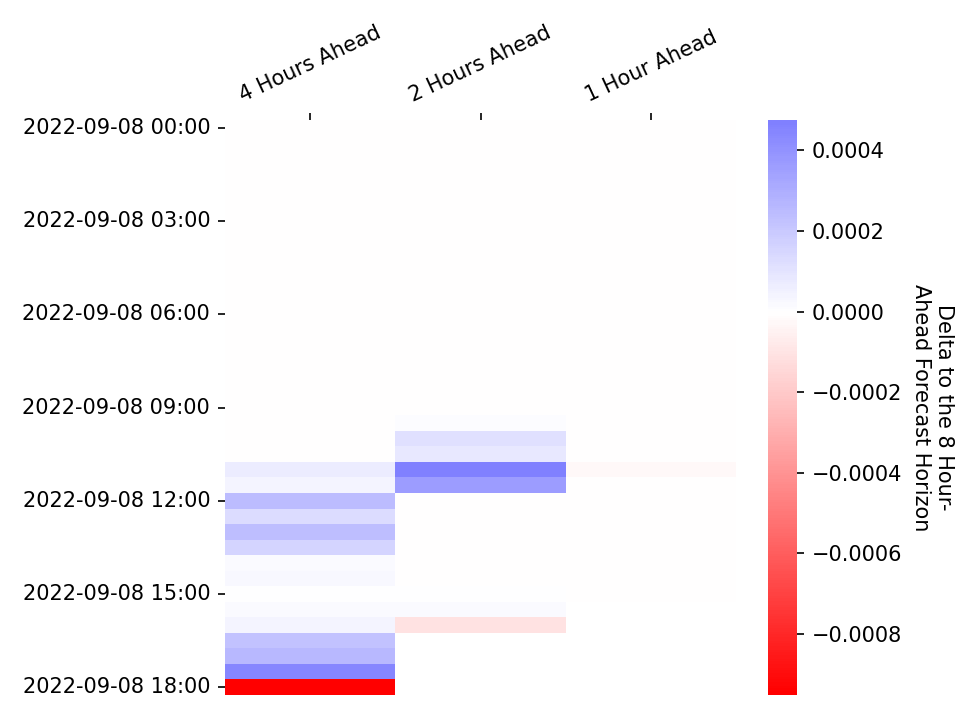 4 Hours Ahead
2 Hours Ahead
1 Hour Ahead
2022-09-08 00:00
2022-09-08 03:00
2022-09-08 06:00
2022-09-08 09:00
2022-09-08 12:00
2022-09-08 15:00
2022-09-08 18:00
0.0004
0.0002
0.0000
−0.0002
−0.0004
−0.0006
−0.0008
Delta to the 8 Hour-
Ahead Forecast Horizon